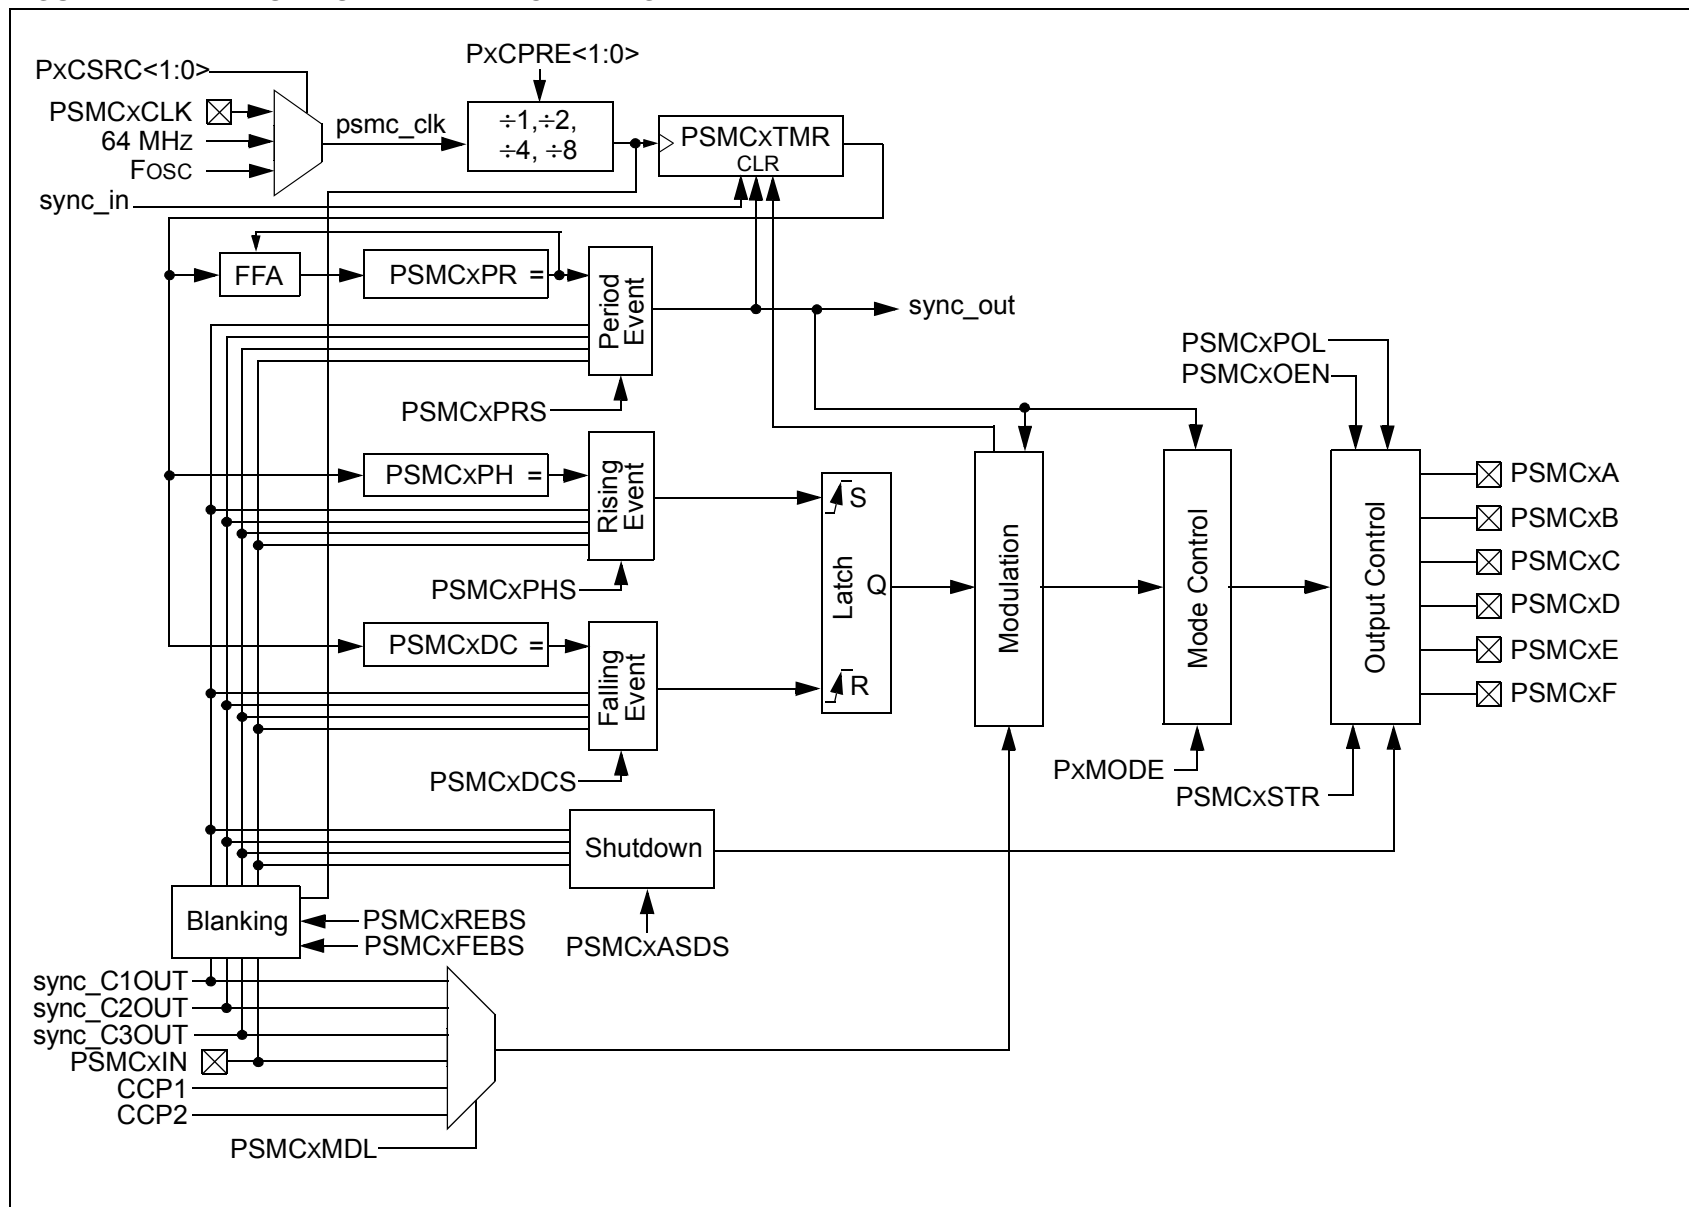 PxCPRE<1:0>
PxCSRC<1:0>
PSMCxCLK
64 MHz
FOSC
psmc_clk
÷1,÷2,
÷4, ÷8
PSMCxTMR
CLR
sync_in
FFA
PSMCxPR =
Period
Event
sync_out
PSMCxPRS
PSMCxPH =
Rising
Event
PSMCxPHS
PSMCxDC =
Falling
Event
PSMCxDCS
S
Latch
Q
R
Modulation
Mode Control
PxMODE
PSMCxPOL
PSMCxOEN
Output Control
PSMCxSTR
PSMCxA
PSMCxB
PSMCxC
PSMCxD
PSMCxE
PSMCxF
Shutdown
PSMCxASDS
Blanking
PSMCxREBS
PSMCxFEBS
sync_C1OUT
sync_C2OUT
sync_C3OUT
PSMCxIN
CCP1
CCP2
PSMCxMDL